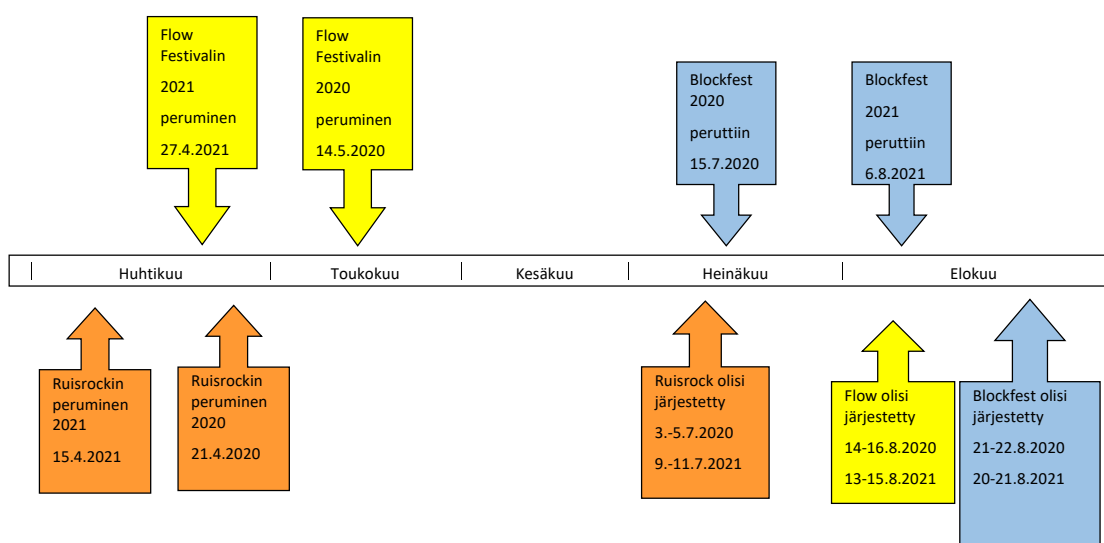 Flow
Festivalin
2021
peruminen
27.4.2021
Flow
Festivalin
2020
peruminen
14.5.2020
Blockfest
2020
peruttiin
15.7.2020
Blockfest
2021
peruttiin
6.8.2021
Huhtikuu
Toukokuu
Kesäkuu
Heinäkuu
Elokuu
Ruisrockin
peruminen
2021
15.4.2021
Ruisrockin
peruminen
2020
21.4.2020
Ruisrock olisi
järjestetty
3.-5.7.2020
9.-11.7.2021
Flow olisi
järjestetty
14-16.8.2020
13-15.8.2021
Blockfest olisi
järjestetty
21-22.8.2020
20-21.8.2021